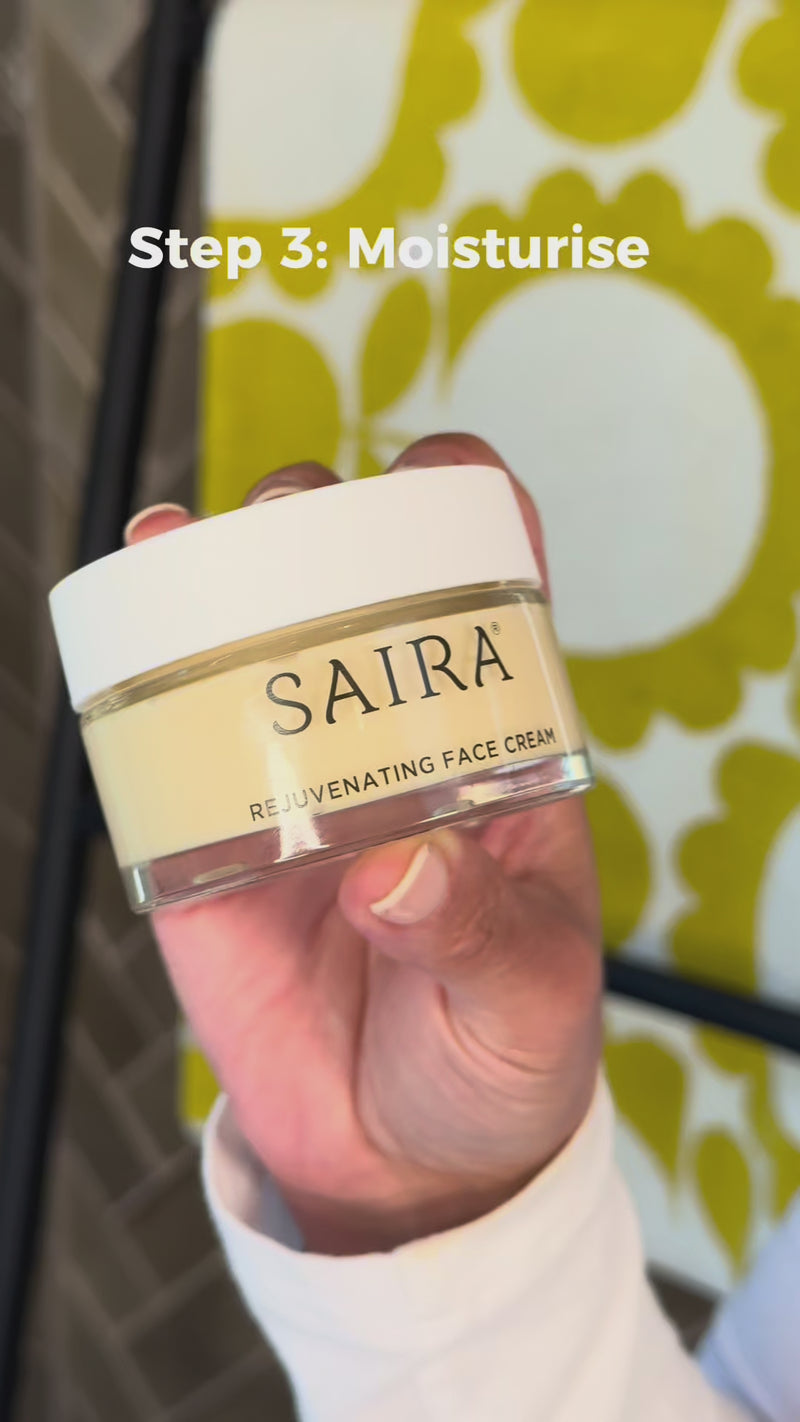 Step 3: Moisturise
SAIRA®
REJUVENATING FACE CREAM